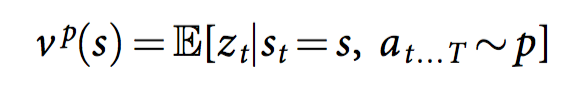 v^p(s) = 𝔼[z_t|s_t = s, a_{t...T} ~ p]